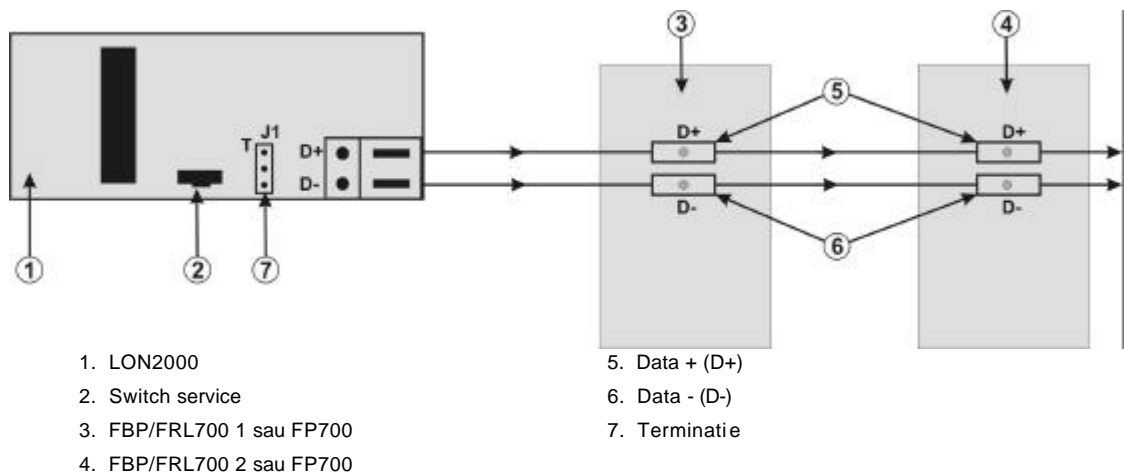 3 4
5
J1
T
D+ D+ D+
D-
D- D-
6
1 2 7
1. LON2000
2. Switch service
3. FBP/FRL700 1 sau FP700
4. FBP/FRL700 2 sau FP700
5. Data + (D+)
6. Data - (D-)
7. Terminatie